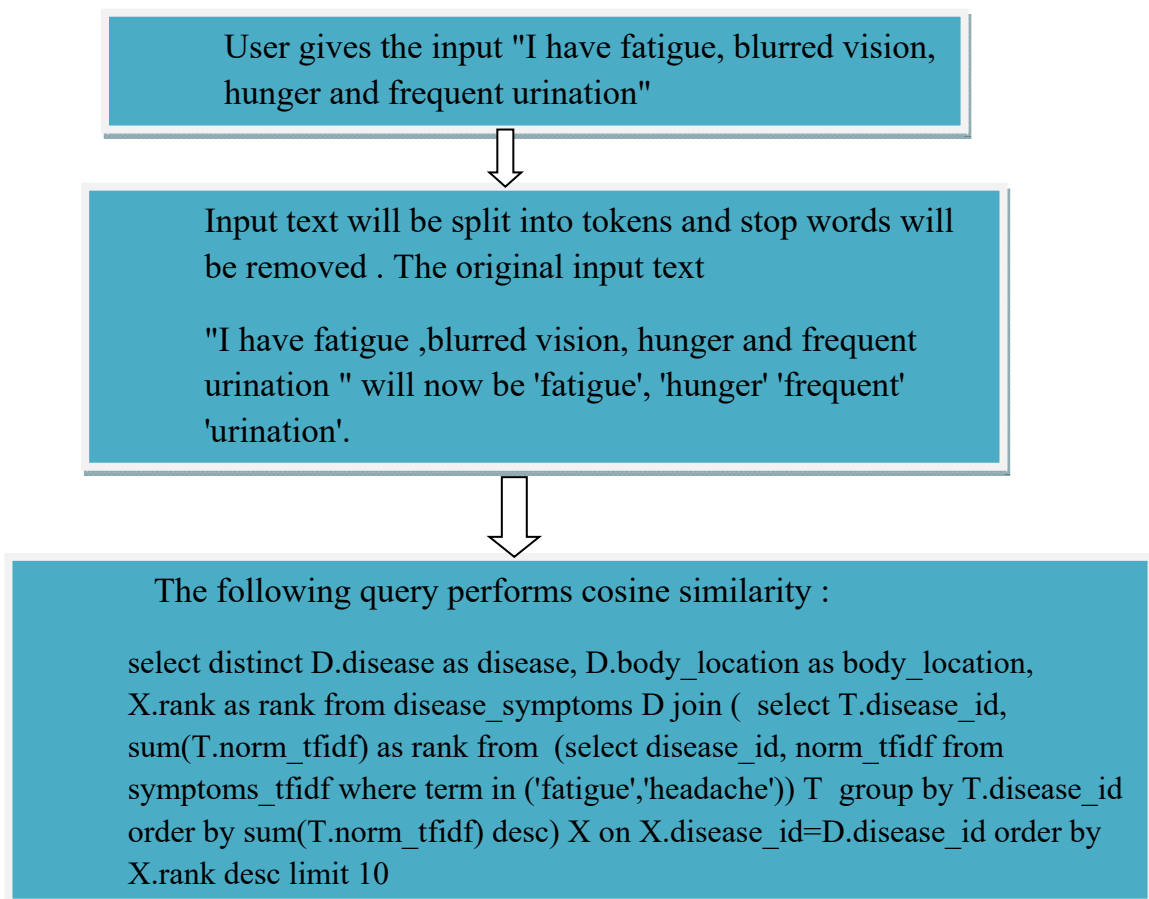 User gives the input "I have fatigue, blurred vision,
hunger and frequent urination"
Input text will be split into tokens and stop words will
be removed . The original input text
"I have fatigue ,blurred vision, hunger and frequent
urination " will now be 'fatigue', 'hunger' 'frequent'
'urination'.
The following query performs cosine similarity :
select distinct D.disease as disease, D.body_location as body_location,
X.rank as rank from disease_symptoms D join (  select T.disease_id,
sum(T.norm_tfidf) as rank from  (select disease_id, norm_tfidf from
symptoms_tfidf where term in ('fatigue','headache')) T  group by T.disease_id
order by sum(T.norm_tfidf) desc) X on X.disease_id=D.disease_id order by
X.rank desc limit 10